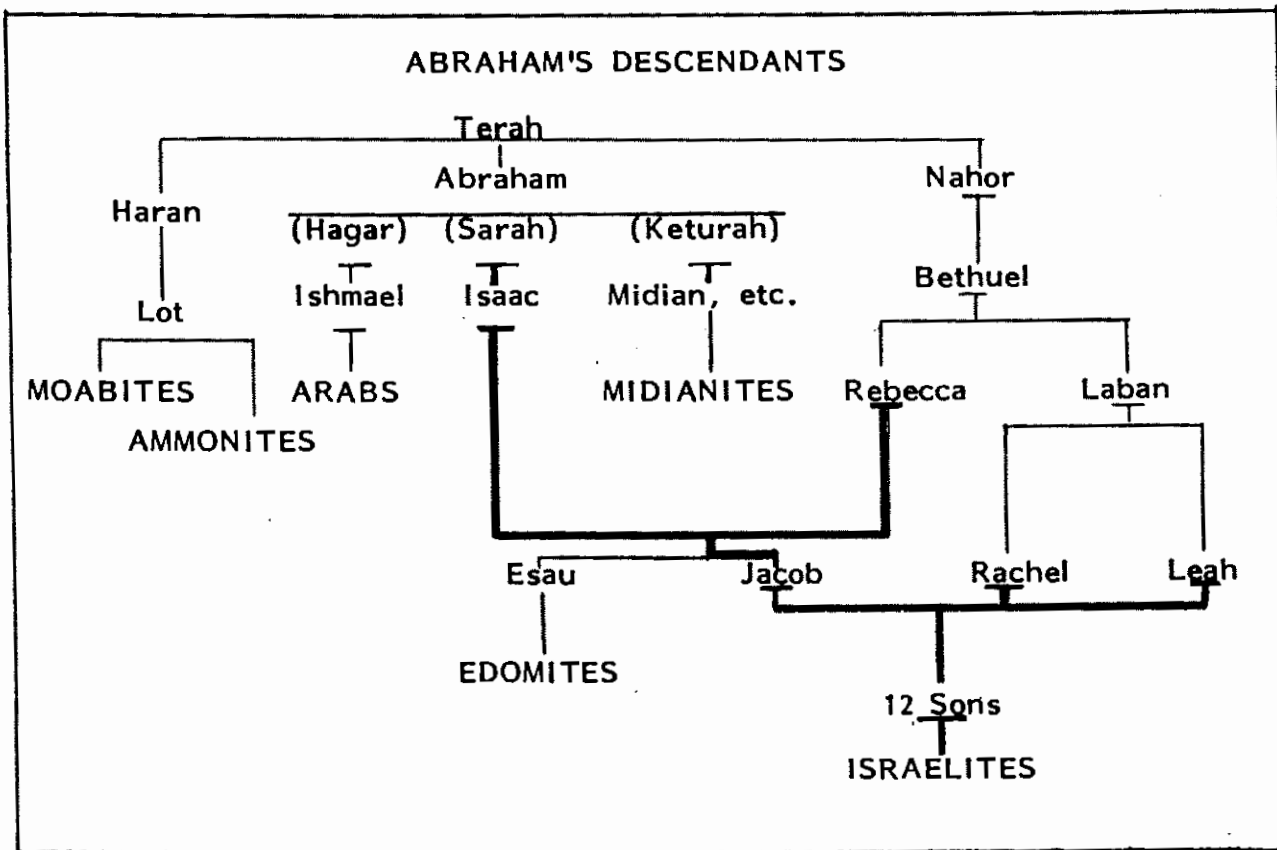 ABRAHAM'S DESCENDANTS
Terah
Abraham
Nahor
Haran
(Hagar) (Sarah) (Keturah)
Bethuel
Ishmael Isaac Midian, etc.
Lot
MOABITES ARABS MIDIANITES Rebecca Laban
AMMONITES
Esau Jacob Rachel Leah
EDOMITES
12 Sons
ISRAELITES